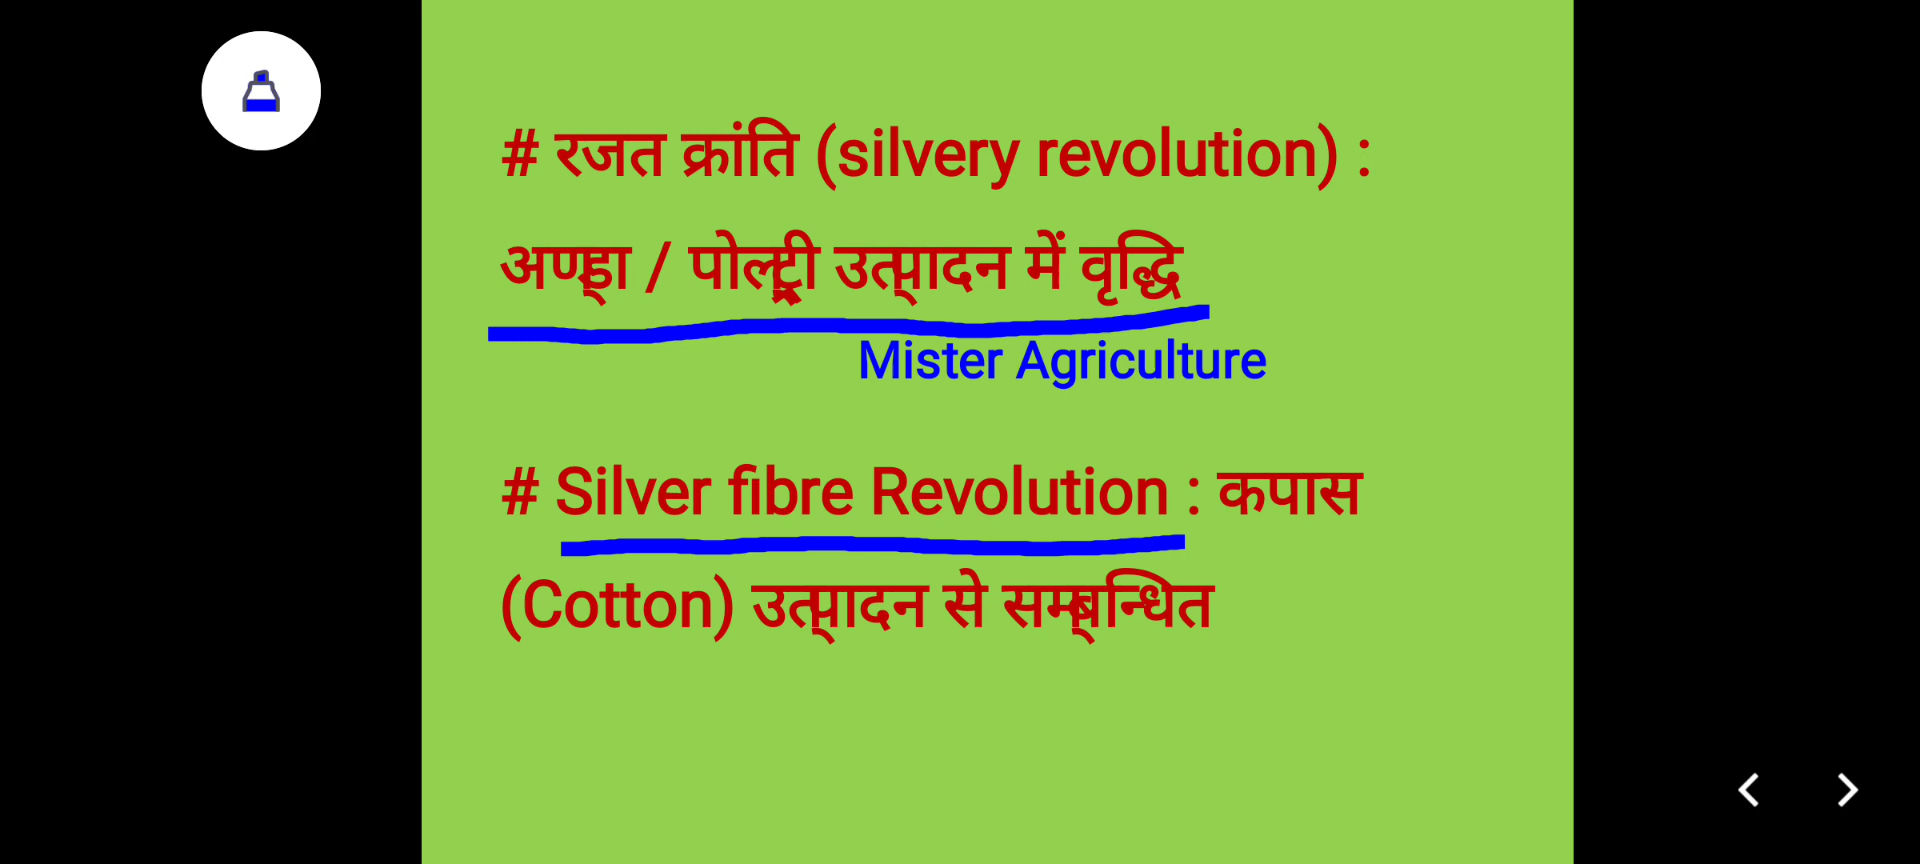 # रजत क्रांति (silvery revolution) :
अण्डा / पोल्ट्री उत्पादन में वृद्धि
Mister Agriculture
# Silver fibre Revolution : कपास
(Cotton) उत्पादन से सम्बन्धित